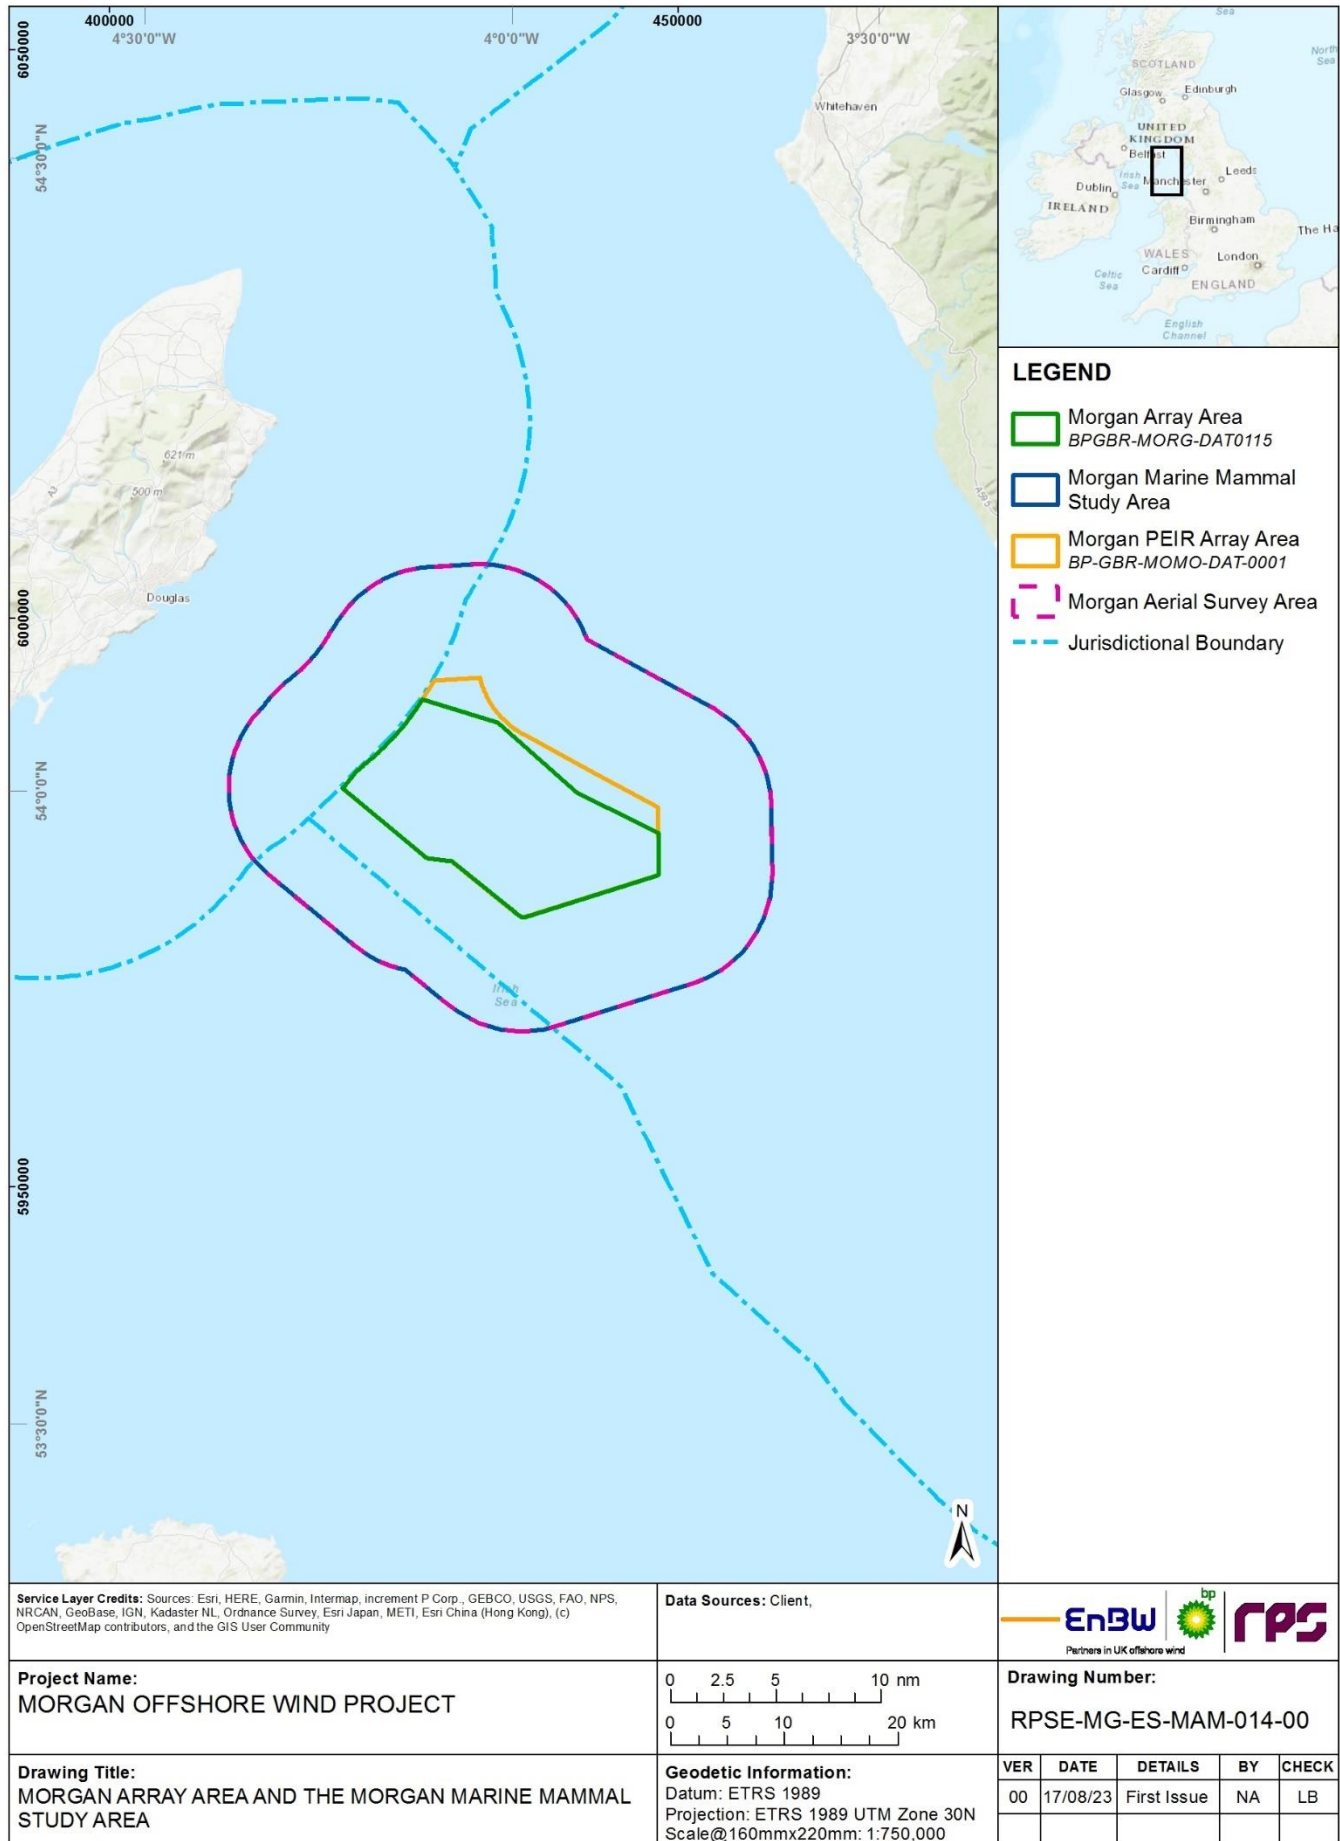 400000
450000
4°30'0"W
4°0'0"W
3°30'0"W
6050000
54°30'0"N
6000000
54°0'0"N
5950000
53°30'0"N
Whitehaven
621 m
500 m
A3
A595
Douglas
Irish
Sea
N
Sea
North
Sea
SCOTLAND
Glasgow
Edinburgh
UNITED
KINGDOM
Belfast
Irish
Sea
Manchester
Leeds
Dublin
IRELAND
Birmingham
The Ha
WALES
London
Cardiff
Celtic
Sea
ENGLAND
English
Channel
LEGEND
Morgan Array Area
BPGBR-MORG-DAT0115
Morgan Marine Mammal
Study Area
Morgan PEIR Array Area
BP-GBR-MOMO-DAT-0001
Morgan Aerial Survey Area
Jurisdictional Boundary
Service Layer Credits: Sources: Esri, HERE, Garmin, Intermap, increment P Corp., GEBCO, USGS, FAO, NPS,
NRCAN, GeoBase, IGN, Kadaster NL, Ordnance Survey, Esri Japan, METI, Esri China (Hong Kong), (c)
OpenStreetMap contributors, and the GIS User Community
Data Sources: Client,
EnBW
bp
rps
Partners in UK offshore wind
Project Name:
MORGAN OFFSHORE WIND PROJECT
0 2.5 5 10 nm
0 5 10 20 km
Drawing Number:
RPSE-MG-ES-MAM-014-00
Drawing Title:
MORGAN ARRAY AREA AND THE MORGAN MARINE MAMMAL
STUDY AREA
Geodetic Information:
Datum: ETRS 1989
Projection: ETRS 1989 UTM Zone 30N
Scale@160mmx220mm: 1:750,000
VER DATE DETAILS BY CHECK
00 17/08/23 First Issue NA LB